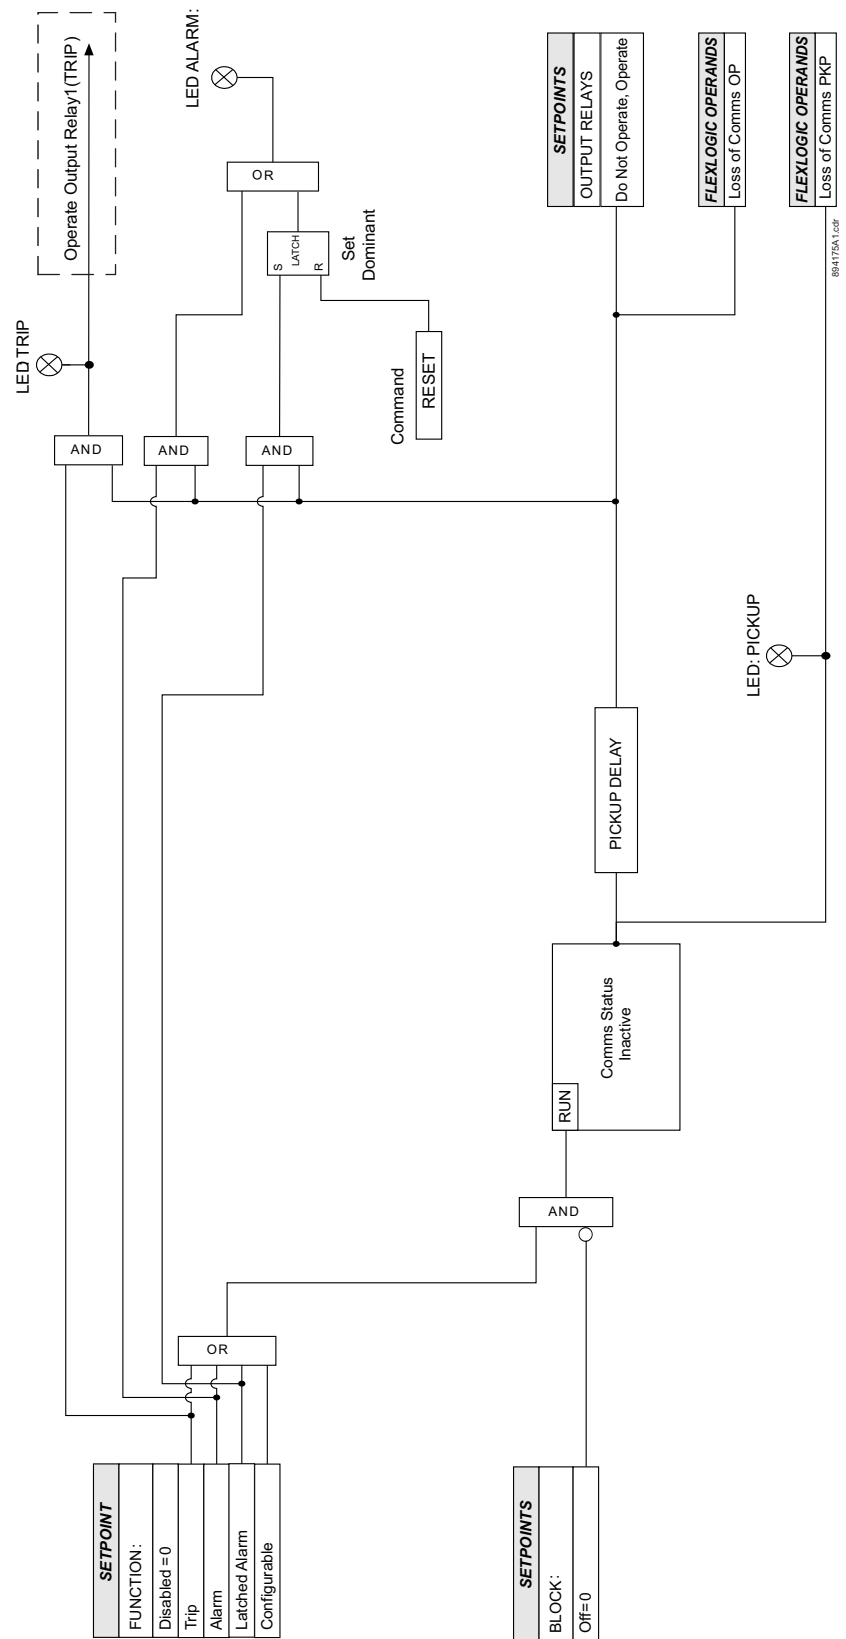 SETPOINT
FUNCTION:
Disabled = 0
Trip
Alarm
Latched Alarm
Configurable
SETPOINTS
BLOCK:
Off= 0
OR
AND
RUN
Comms Status
Inactive
PICKUP DELAY
LED: PICKUP
AND
AND
AND
LED TRIP
Operate Output Relay1(TRIP)
Command
RESET
S
LATCH
R
Set
Dominant
OR
LED ALARM:
SETPOINTS
OUTPUT RELAYS
Do Not Operate, Operate
FLEXLOGIC OPERANDS
Loss of Comms OP
FLEXLOGIC OPERANDS
Loss of Comms PKP
894175A1.cdr